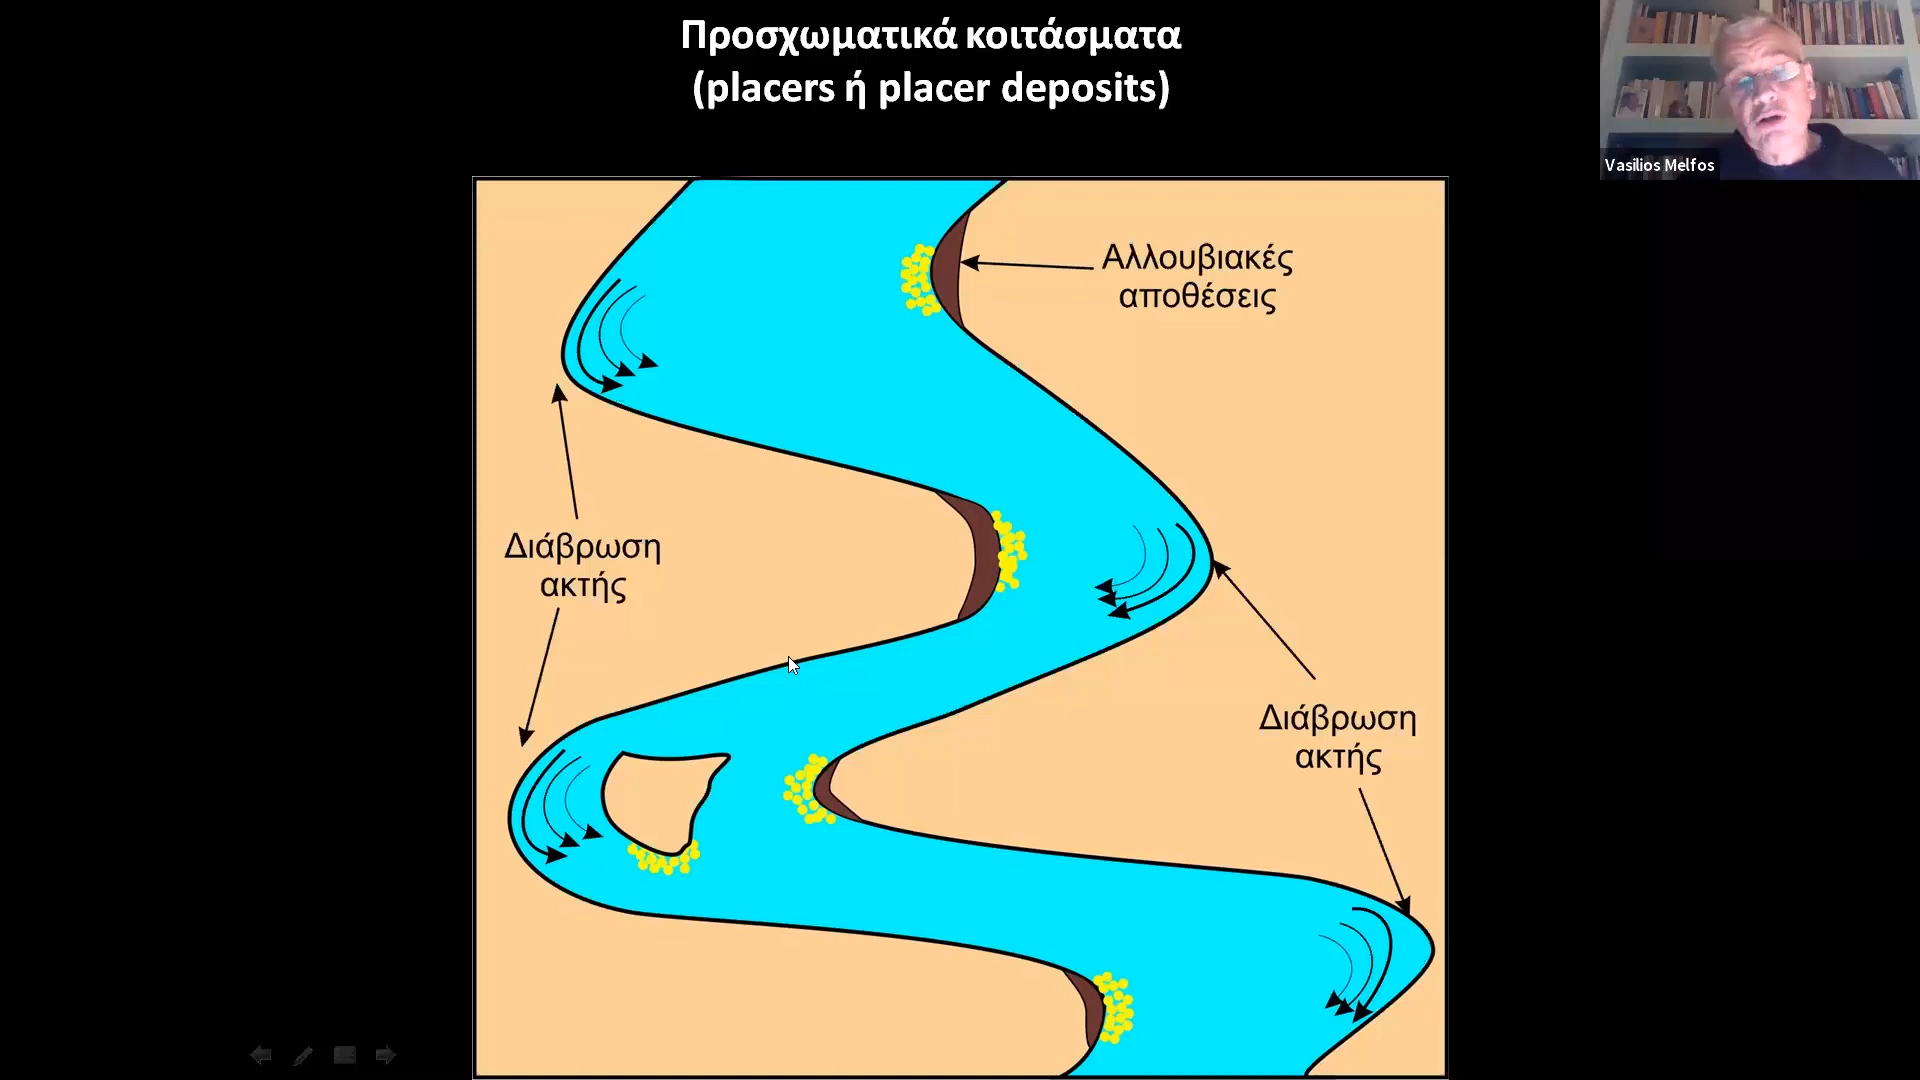 Προσχωματικά κοιτάσματα
(placers ή placer deposits)
Vasilios Melfos
Αλλουβιακές
αποθέσεις
Διάβρωση
ακτής
Διάβρωση
ακτής